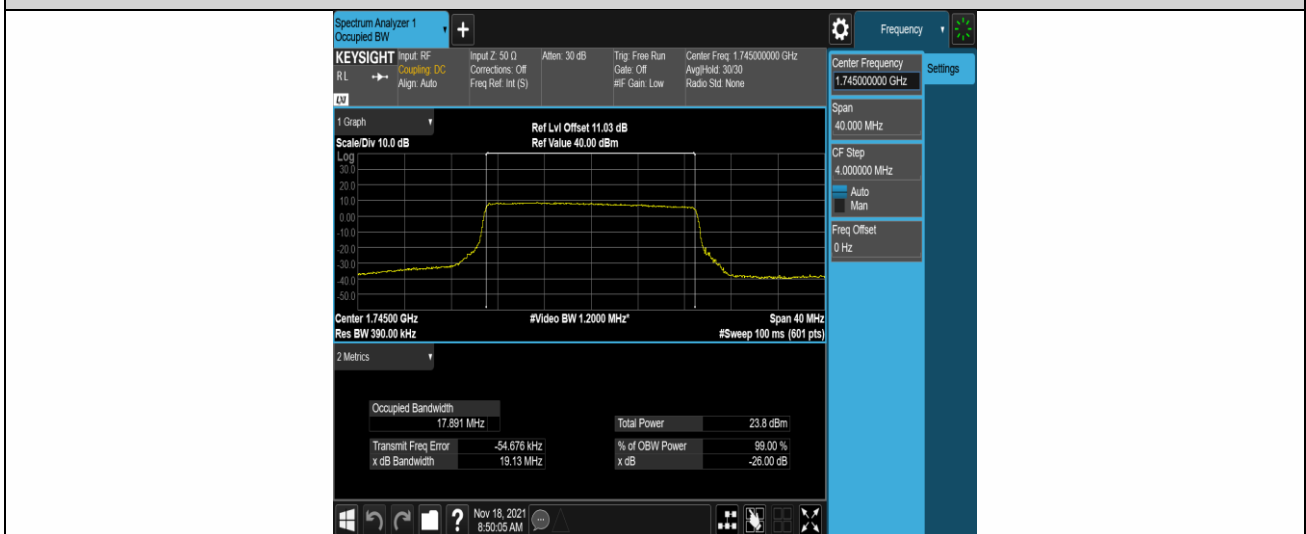 Spectrum Analyzer 1
Occupied BW
Frequency
KEYSIGHT
RL
LXI
Input: RF
Coupling: DC
Align: Auto
Input Z: 50 Ω
Corrections: Off
Freq Ref: Int (S)
Atten: 30 dB
Trig: Free Run
Gate: Off
#IF Gain: Low
Center Freq: 1.745000000 GHz
Avg|Hold: 30/30
Radio Std: None
Center Frequency
1.745000000 GHz
Settings
Span
40.000 MHz
CF Step
4.000000 MHz
Auto
Man
Freq Offset
0 Hz
1 Graph
Scale/Div 10.0 dB
Ref Lvl Offset 11.03 dB
Ref Value 40.00 dBm
Log
30.0
20.0
10.0
0.00
-10.0
-20.0
-30.0
-40.0
-50.0
Center 1.74500 GHz
Res BW 390.00 kHz
#Video BW 1.2000 MHz*
Span 40 MHz
#Sweep 100 ms (601 pts)
2 Metrics
Occupied Bandwidth
17.891 MHz
Transmit Freq Error -54.676 kHz
x dB Bandwidth 19.13 MHz
Total Power 23.8 dBm
% of OBW Power 99.00 %
x dB -26.00 dB
?
Nov 18, 2021
8:50:05 AM